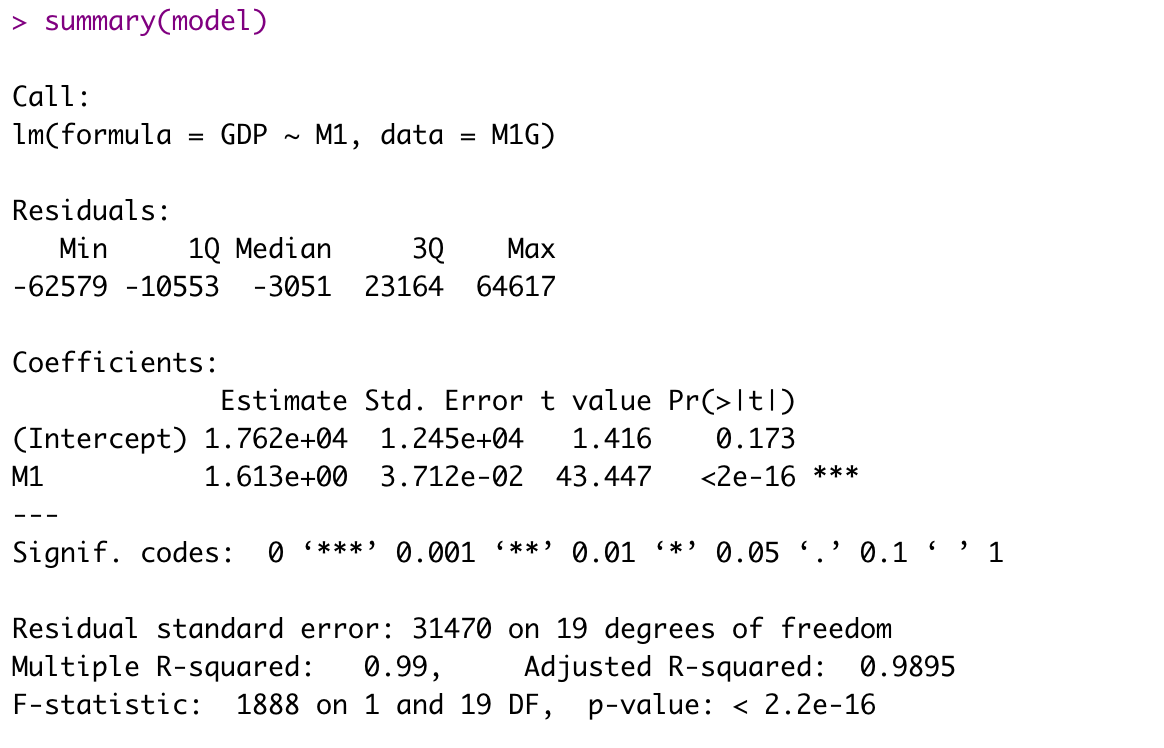 > summary(model)
Call:
lm(formula = GDP ~ M1, data = M1G)
Residuals:
   Min     1Q Median     3Q    Max
-62579 -10553  -3051  23164  64617
Coefficients:
             Estimate Std. Error t value Pr(>|t|)
(Intercept) 1.762e+04  1.245e+04   1.416    0.173
M1          1.613e+00  3.712e-02  43.447   <2e-16 ***
---
Signif. codes:  0 ‘***’ 0.001 ‘**’ 0.01 ‘*’ 0.05 ‘.’ 0.1 ‘ ’ 1
Residual standard error: 31470 on 19 degrees of freedom
Multiple R-squared:   0.99,     Adjusted R-squared:  0.9895
F-statistic:  1888 on 1 and 19 DF,  p-value: < 2.2e-16